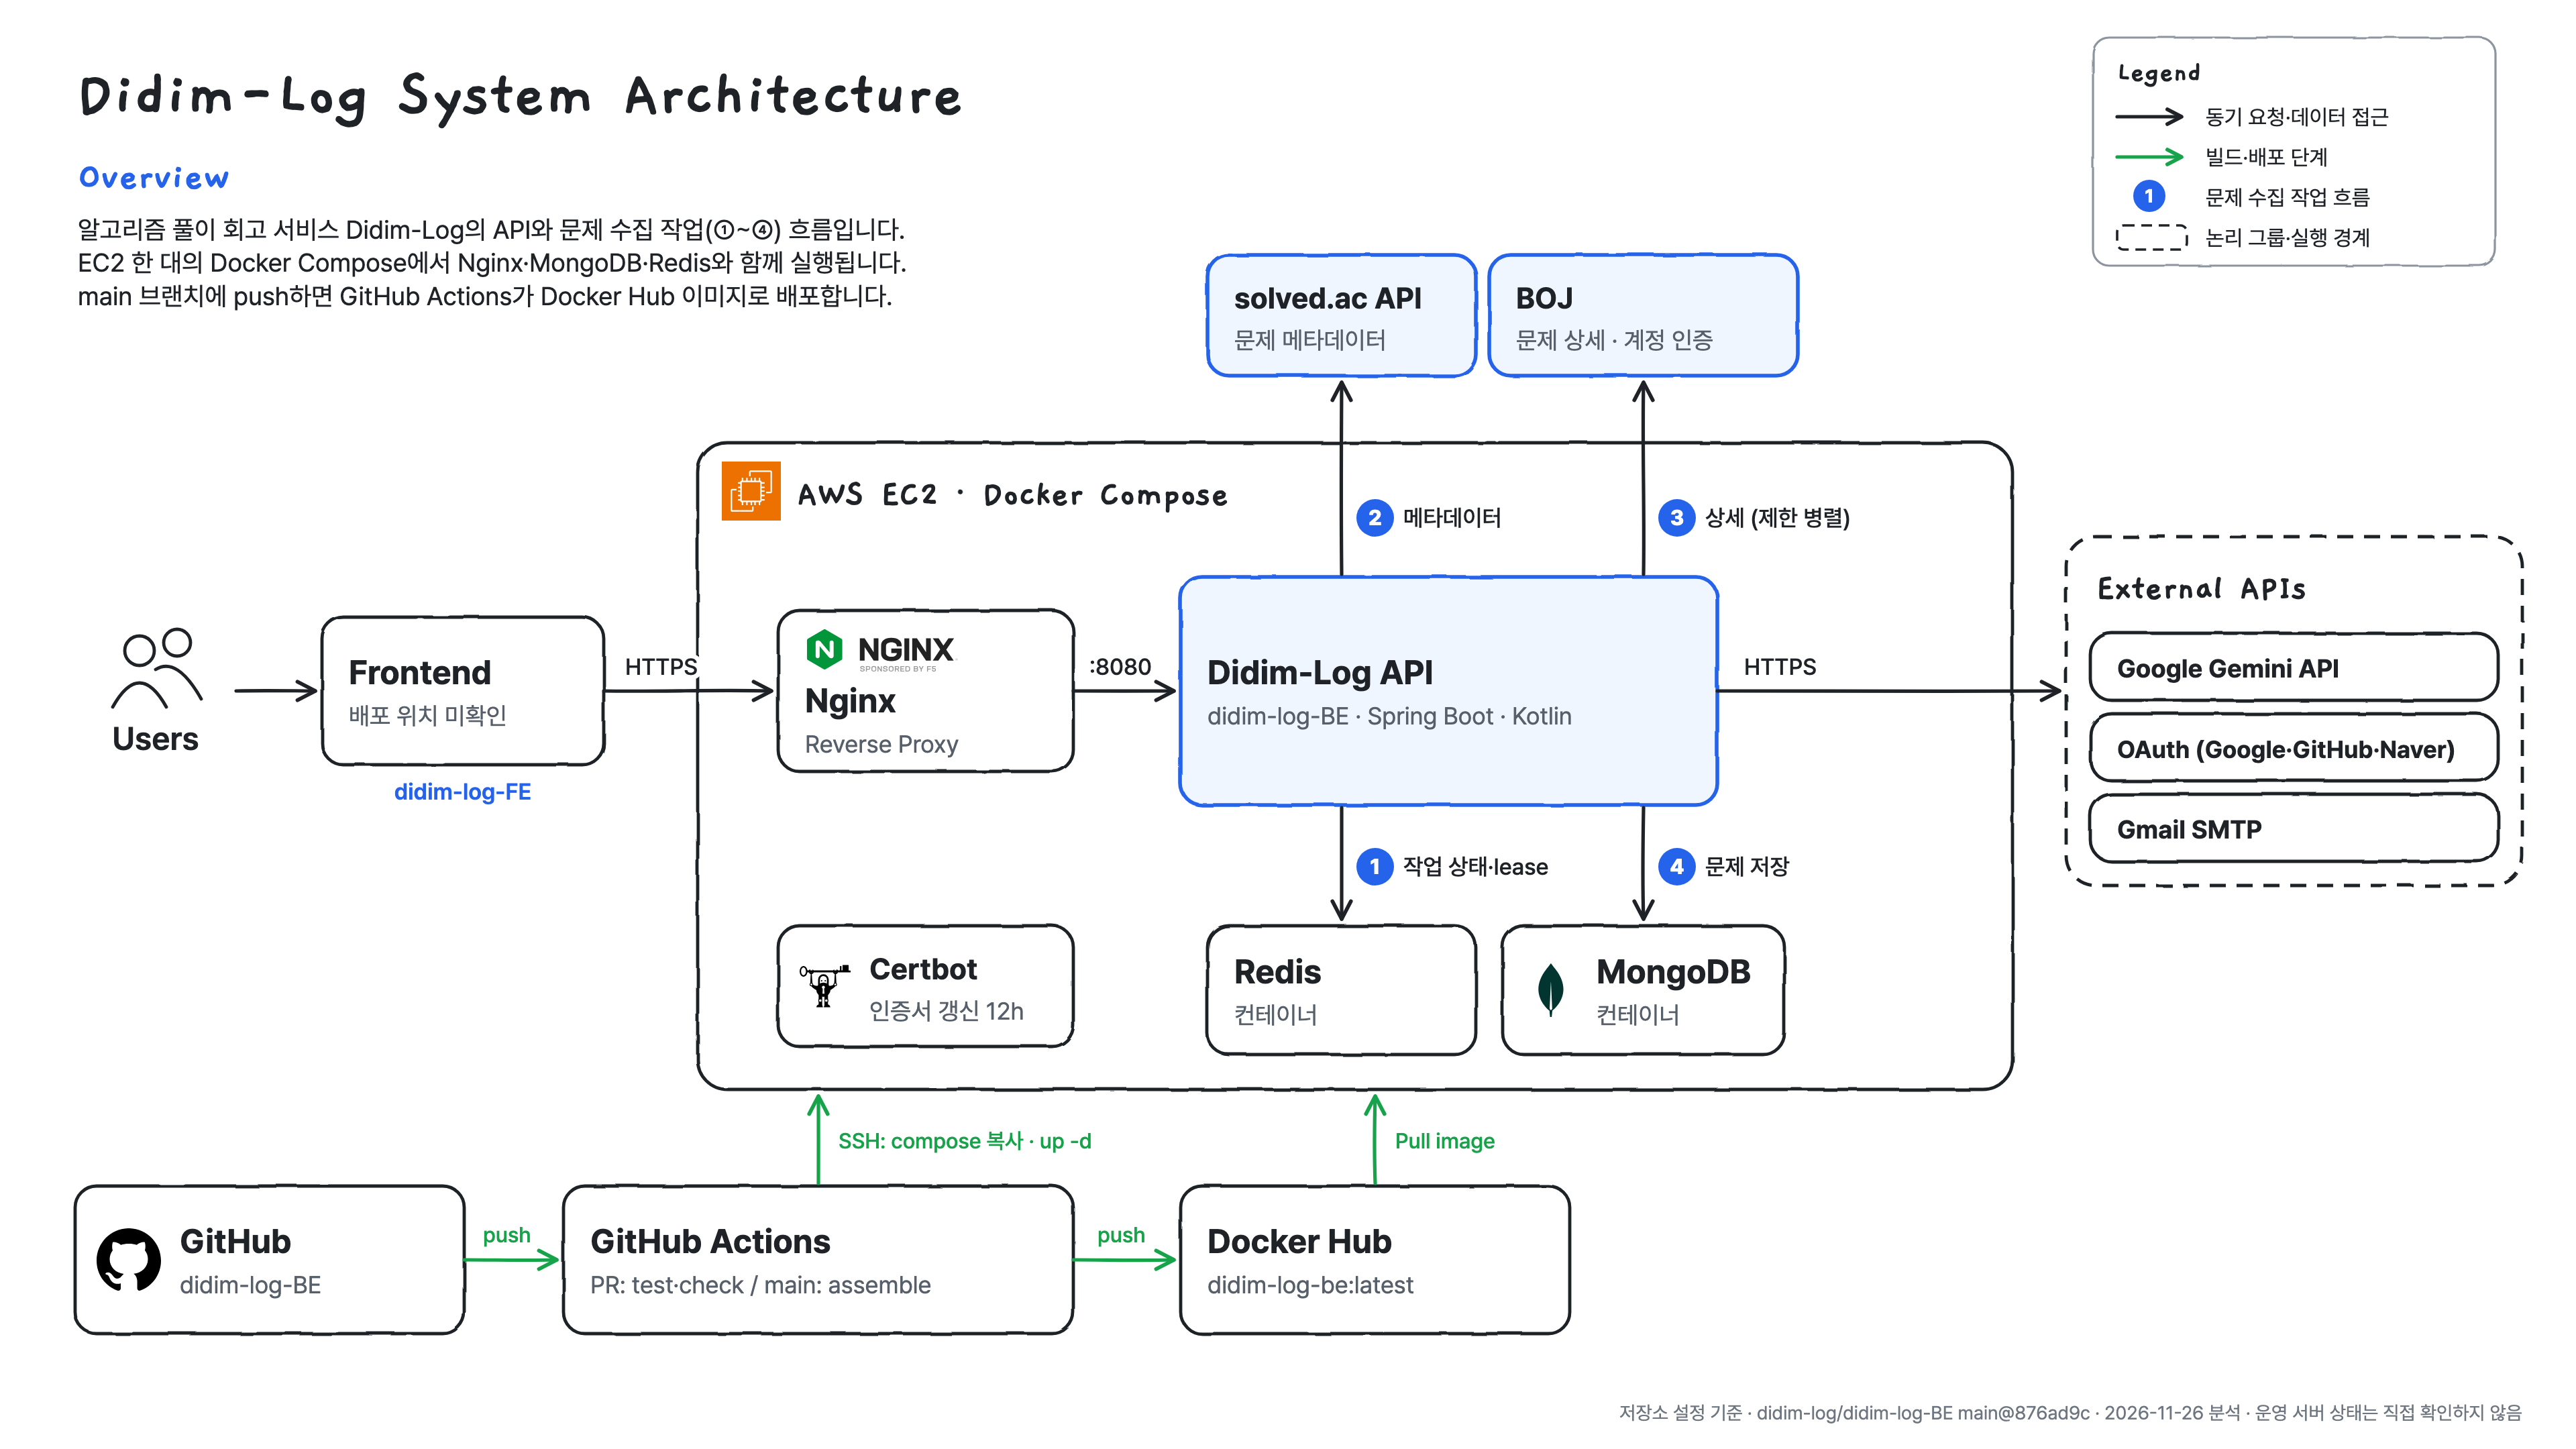 Didim-Log System Architecture
Overview
알고리즘 풀이 회고 서비스 Didim-Log의 API와 문제 수집 작업(①~④) 흐름입니다.
EC2 한 대의 Docker Compose에서 Nginx·MongoDB·Redis와 함께 실행됩니다.
main 브랜치에 push하면 GitHub Actions가 Docker Hub 이미지로 배포합니다.
Legend
동기 요청·데이터 접근
빌드·배포 단계
1 문제 수집 작업 흐름
논리 그룹·실행 경계
solved.ac API
문제 메타데이터
BOJ
문제 상세 · 계정 인증
AWS EC2 · Docker Compose
2 메타데이터
3 상세 (제한 병렬)
Users
Frontend
배포 위치 미확인
didim-log-FE
HTTPS
NGINX
SPONSORED BY F5
Nginx
Reverse Proxy
:8080
Didim-Log API
didim-log-BE · Spring Boot · Kotlin
HTTPS
External APIs
Google Gemini API
OAuth (Google·GitHub·Naver)
Gmail SMTP
1 작업 상태·lease
4 문제 저장
Certbot
인증서 갱신 12h
Redis
컨테이너
MongoDB
컨테이너
SSH: compose 복사 · up -d
Pull image
GitHub
didim-log-BE
push
GitHub Actions
PR: test·check / main: assemble
push
Docker Hub
didim-log-be:latest
저장소 설정 기준 · didim-log/didim-log-BE main@876ad9c · 2026-11-26 분석 · 운영 서버 상태는 직접 확인하지 않음